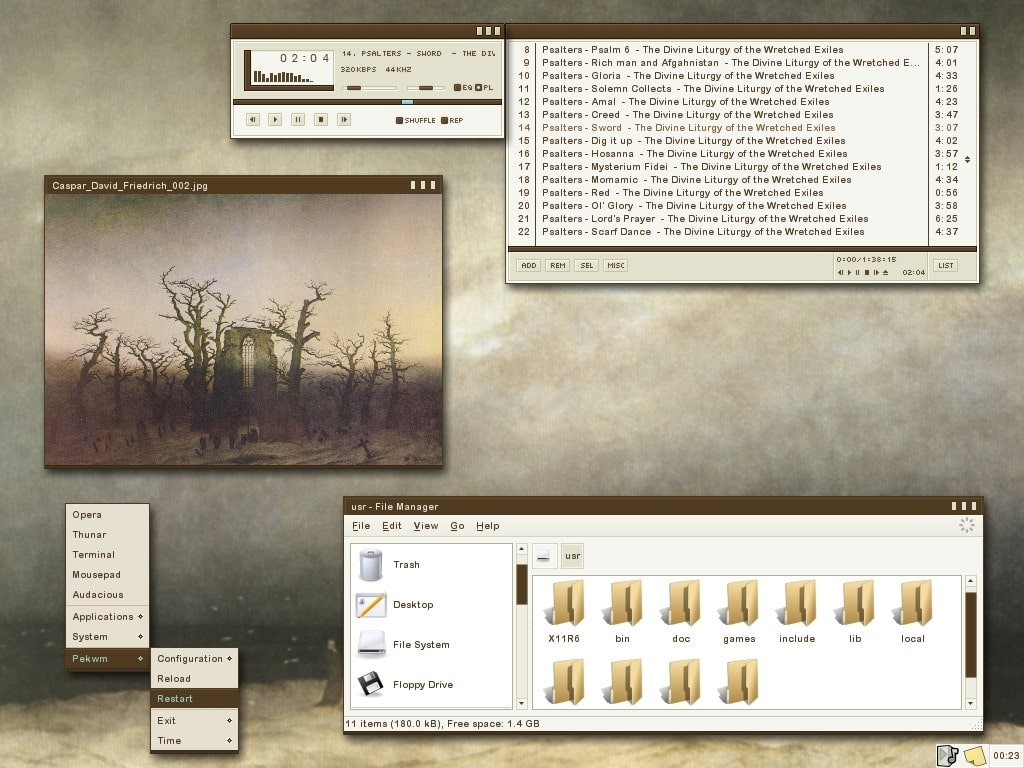 02:04
14. PSALTERS - SWORD - THE DIV
320KBPS 44KHZ
EQ PL
SHUFFLE REP
8 Psalters - Psalm 6 - The Divine Liturgy of the Wretched Exiles 5:07
9 Psalters - Rich man and Afgahnistan - The Divine Liturgy of the Wretched E... 4:01
10 Psalters - Gloria - The Divine Liturgy of the Wretched Exiles 4:33
11 Psalters - Solemn Collects - The Divine Liturgy of the Wretched Exiles 1:26
12 Psalters - Amal - The Divine Liturgy of the Wretched Exiles 4:23
13 Psalters - Creed - The Divine Liturgy of the Wretched Exiles 3:47
14 Psalters - Sword - The Divine Liturgy of the Wretched Exiles 3:07
15 Psalters - Dig it up - The Divine Liturgy of the Wretched Exiles 4:02
16 Psalters - Hosanna - The Divine Liturgy of the Wretched Exiles 3:57
17 Psalters - Mysterium Fidei - The Divine Liturgy of the Wretched Exiles 1:12
18 Psalters - Momamic - The Divine Liturgy of the Wretched Exiles 4:34
19 Psalters - Red - The Divine Liturgy of the Wretched Exiles 0:56
20 Psalters - Ol' Glory - The Divine Liturgy of the Wretched Exiles 3:58
21 Psalters - Lord's Prayer - The Divine Liturgy of the Wretched Exiles 6:25
22 Psalters - Scarf Dance - The Divine Liturgy of the Wretched Exiles 4:37
ADD REM SEL MISC
0:00/1:38:15
02:04
LIST
Caspar_David_Friedrich_002.jpg
Opera
Thunar
Terminal
Mousepad
Audacious
Applications
System
Pekwm
Configuration
Reload
Restart
Exit
Time
usr - File Manager
File Edit View Go Help
Trash
Desktop
File System
Floppy Drive
usr
X11R6 bin doc games include lib local
11 items (180.0 kB), Free space: 1.4 GB
00:23